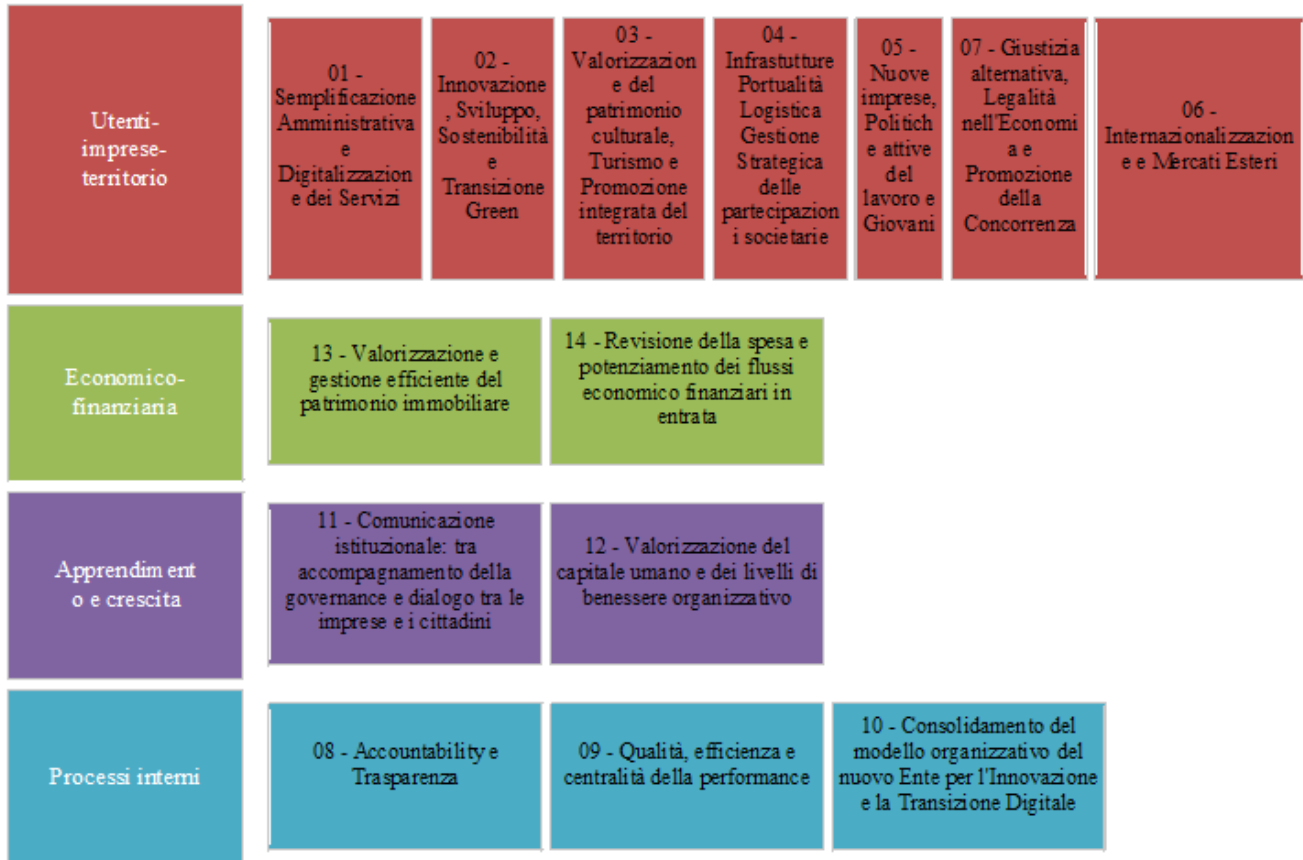 Utenti-
imprese-
territorio
01 -
Semplificazione
Amministrativa
e
Digitalizzazion
e dei Servizi
02 -
Innovazione
, Sviluppo,
Sostenibilità
e
Transizione
Green
03 -
Valorizzazion
e del
patrimonio
culturale,
Turismo e
Promozione
integrata del
territorio
04 -
Infrastutture
Portualità
Logistica
Gestione
Strategica
delle
partecipazion
i societarie
05 -
Nuove
imprese,
Politich
e attive
del
lavoro e
Giovani
07 - Giustizia
alternativa,
Legalità
nell'Economi
a e
Promozione
della
Concorrenza
06 -
Internazionalizzazion
e e Mercati Esteri
Economico-
finanziaria
13 - Valorizzazione e
gestione efficiente del
patrimonio immobiliare
14 - Revisione della spesa e
potenziamento dei flussi
economico finanziari in
entrata
Apprendiment
o e crescita
11 - Comunicazione
istituzionale: tra
accompagnamento della
governance e dialogo tra le
imprese e i cittadini
12 - Valorizzazione del
capitale umano e dei livelli di
benessere organizzativo
Processi interni
08 - Accountability e
Trasparenza
09 - Qualità, efficienza e
centralità della performance
10 - Consolidamento del
modello organizzativo del
nuovo Ente per l'Innovazione
e la Transizione Digitale